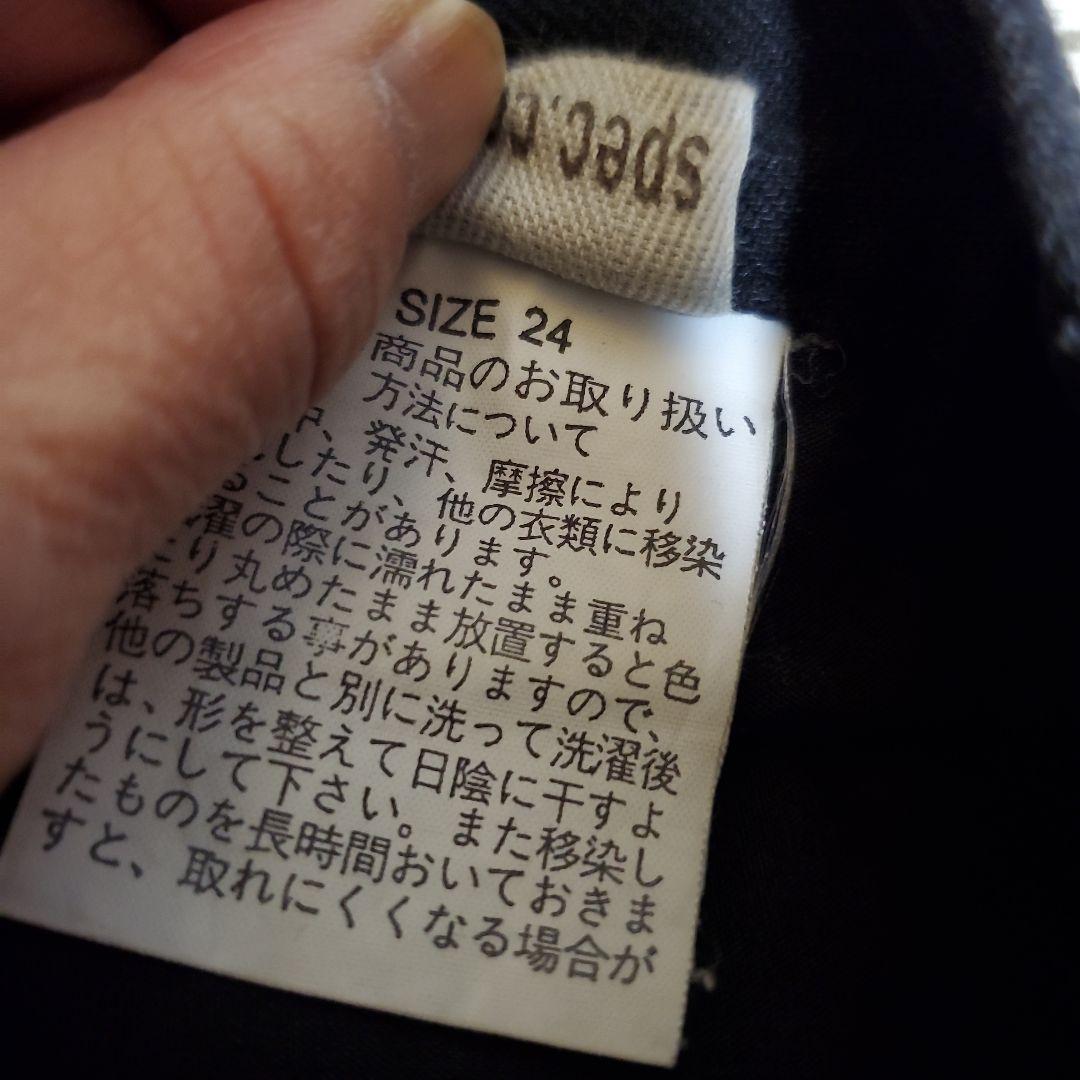 spec.
SIZE 24
商品のお取り扱い
方法について
、発汗、摩擦により
したり、他の衣類に移染
ることがあります。
濯の際に濡れたまま重ね
たり丸めたまま放置すると色
落ちする事がありますので、
他の製品と別に洗って洗濯後
は、形を整えて日陰に干すよ
うにして下さい。また移染し
たものを長時間おいておきま
すと、取れにくくなる場合が